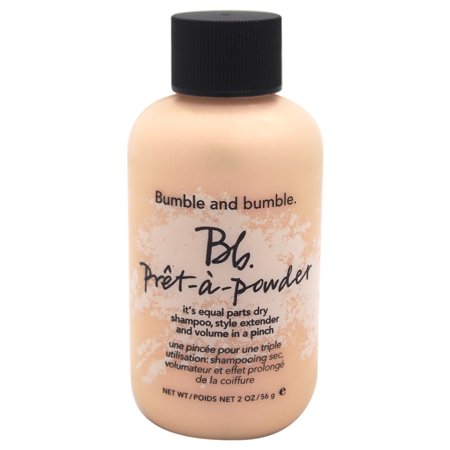 Bumble and bumble.
Bb.
Prêt-à-powder
it's equal parts dry
shampoo, style extender
and volume in a pinch
une pincée pour une triple
utilisation: shampooing sec,
volumateur et effet prolongé
de la coiffure
NET WT/POIDS NET 2 OZ/56 g ℮